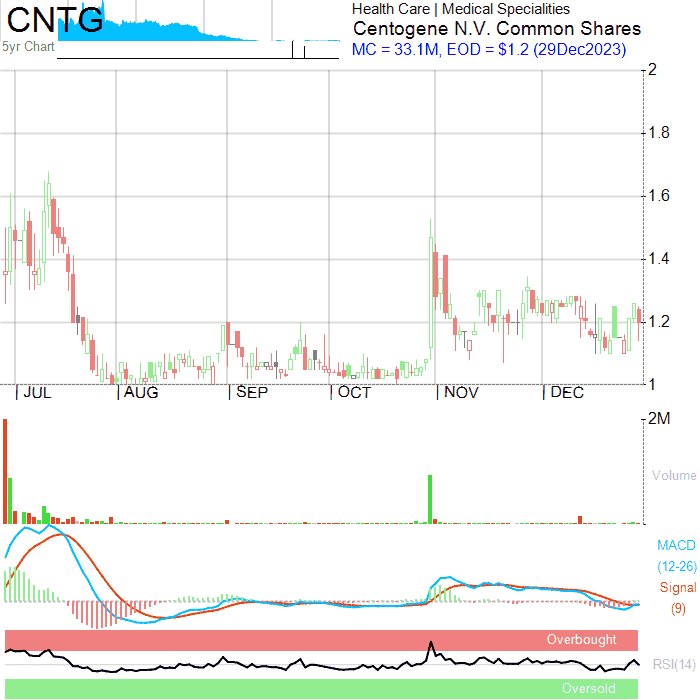 CNTG
5yr Chart
Health Care | Medical Specialities
Centogene N.V. Common Shares
MC = 33.1M, EOD = $1.2 (29Dec2023)
2
1.8
1.6
1.4
1.2
1
JUL AUG SEP OCT NOV DEC
2M
Volume
MACD
(12-26)
Signal
(9)
Overbought
RSI(14)
Oversold